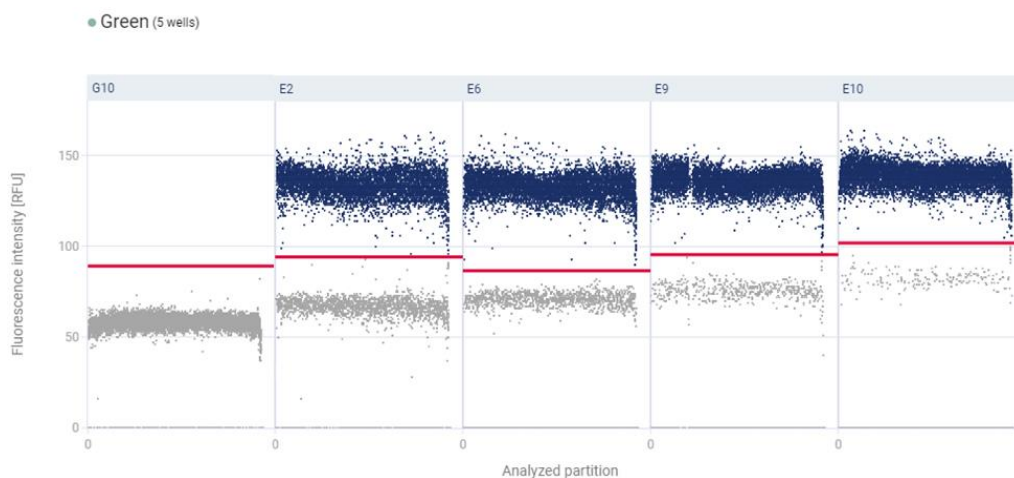 Green (5 wells)
G10 E2 E6 E9 E10
Fluorescence intensity [RFU]
150
100
50
0
0 0 0 0 0
Analyzed partition